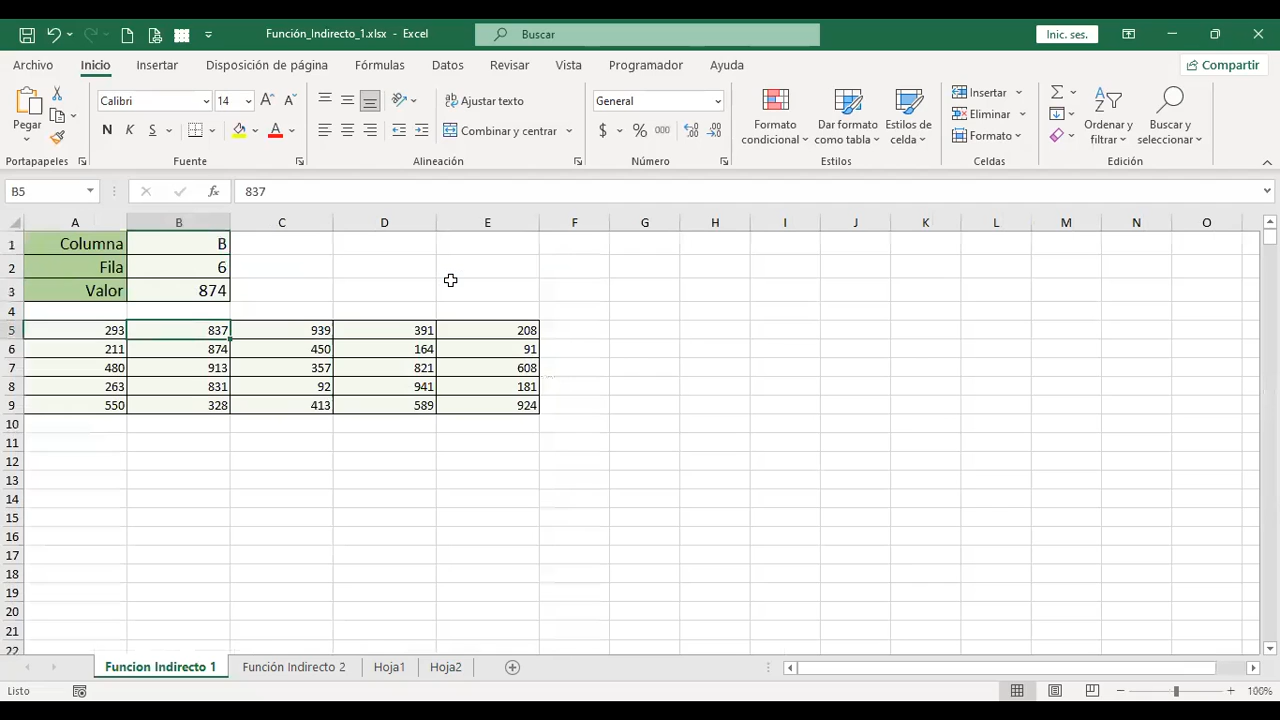 Función_Indirecto_1.xlsx - Excel
Buscar
Inic. ses.
Archivo Inicio Insertar Disposición de página Fórmulas Datos Revisar Vista Programador Ayuda Compartir
Pegar
Calibri 14
N K S
A A
ab Ajustar texto
Combinar y centrar
General
$ % 000
Formato condicional
Dar formato como tabla
Estilos de celda
Insertar
Eliminar
Formato
Ordenar y filtrar
Buscar y seleccionar
Portapapeles Fuente Alineación Número Estilos Celdas Edición
B5 fx 837
A B C D E F G H I J K L M N O
1 Columna B
2 Fila 6
3 Valor 874
4
5 293 837 939 391 208
6 211 874 450 164 91
7 480 913 357 821 608
8 263 831 92 941 181
9 550 328 413 589 924
10
11
12
13
14
15
16
17
18
19
20
21
22
Funcion Indirecto 1 Función Indirecto 2 Hoja1 Hoja2
Listo 100%